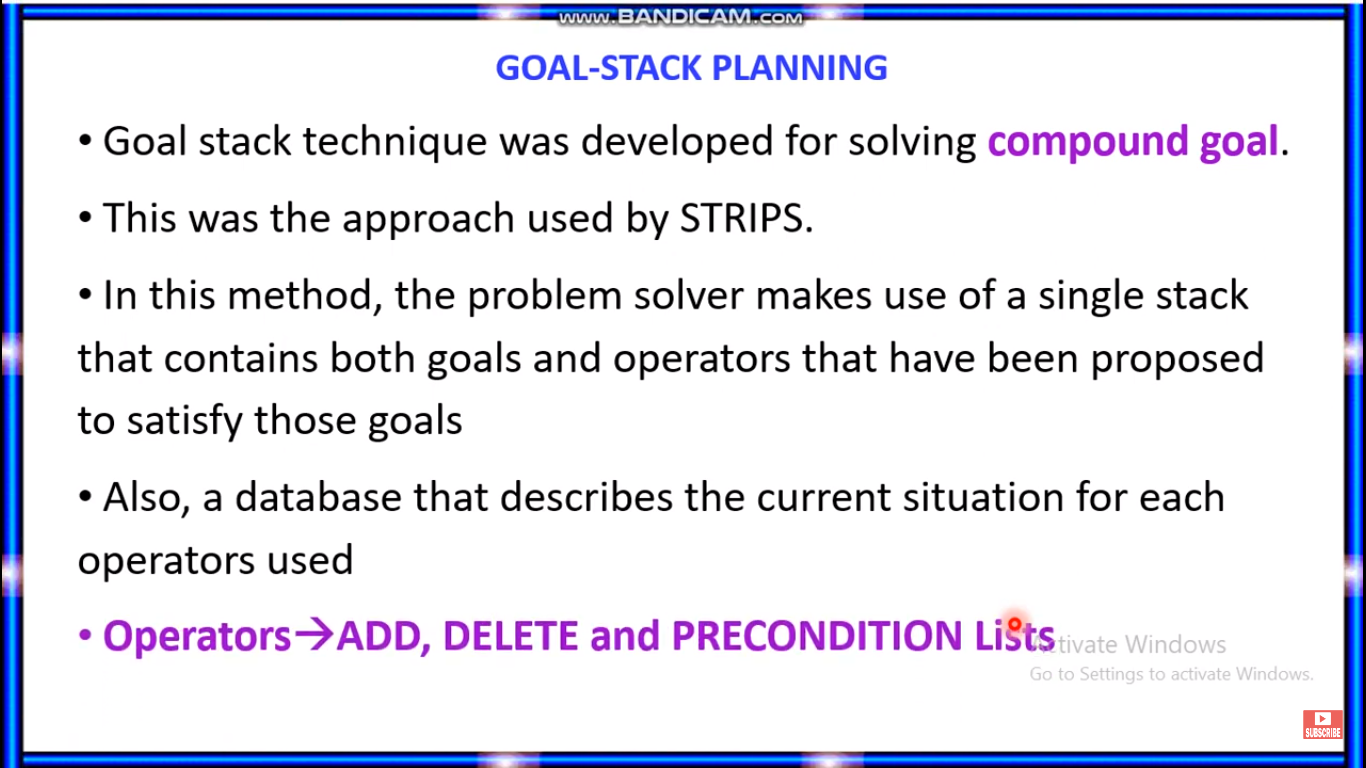 www.BANDICAM.com
GOAL-STACK PLANNING
• Goal stack technique was developed for solving compound goal.
• This was the approach used by STRIPS.
• In this method, the problem solver makes use of a single stack
that contains both goals and operators that have been proposed
to satisfy those goals
• Also, a database that describes the current situation for each
operators used
• Operators→ADD, DELETE and PRECONDITION Lists
Activate Windows
Go to Settings to activate Windows.
SUBSCRIBE